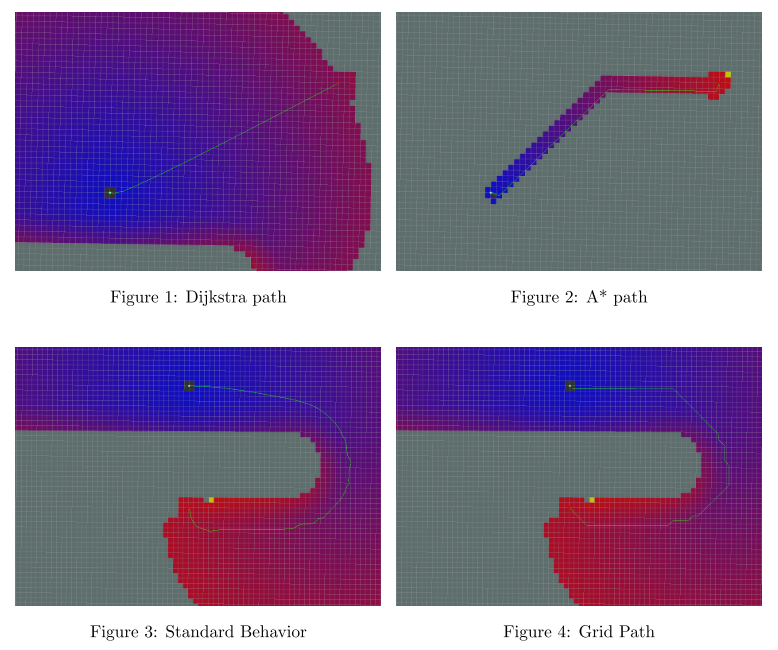 Figure 1: Dijkstra path
Figure 2: A* path
Figure 3: Standard Behavior
Figure 4: Grid Path